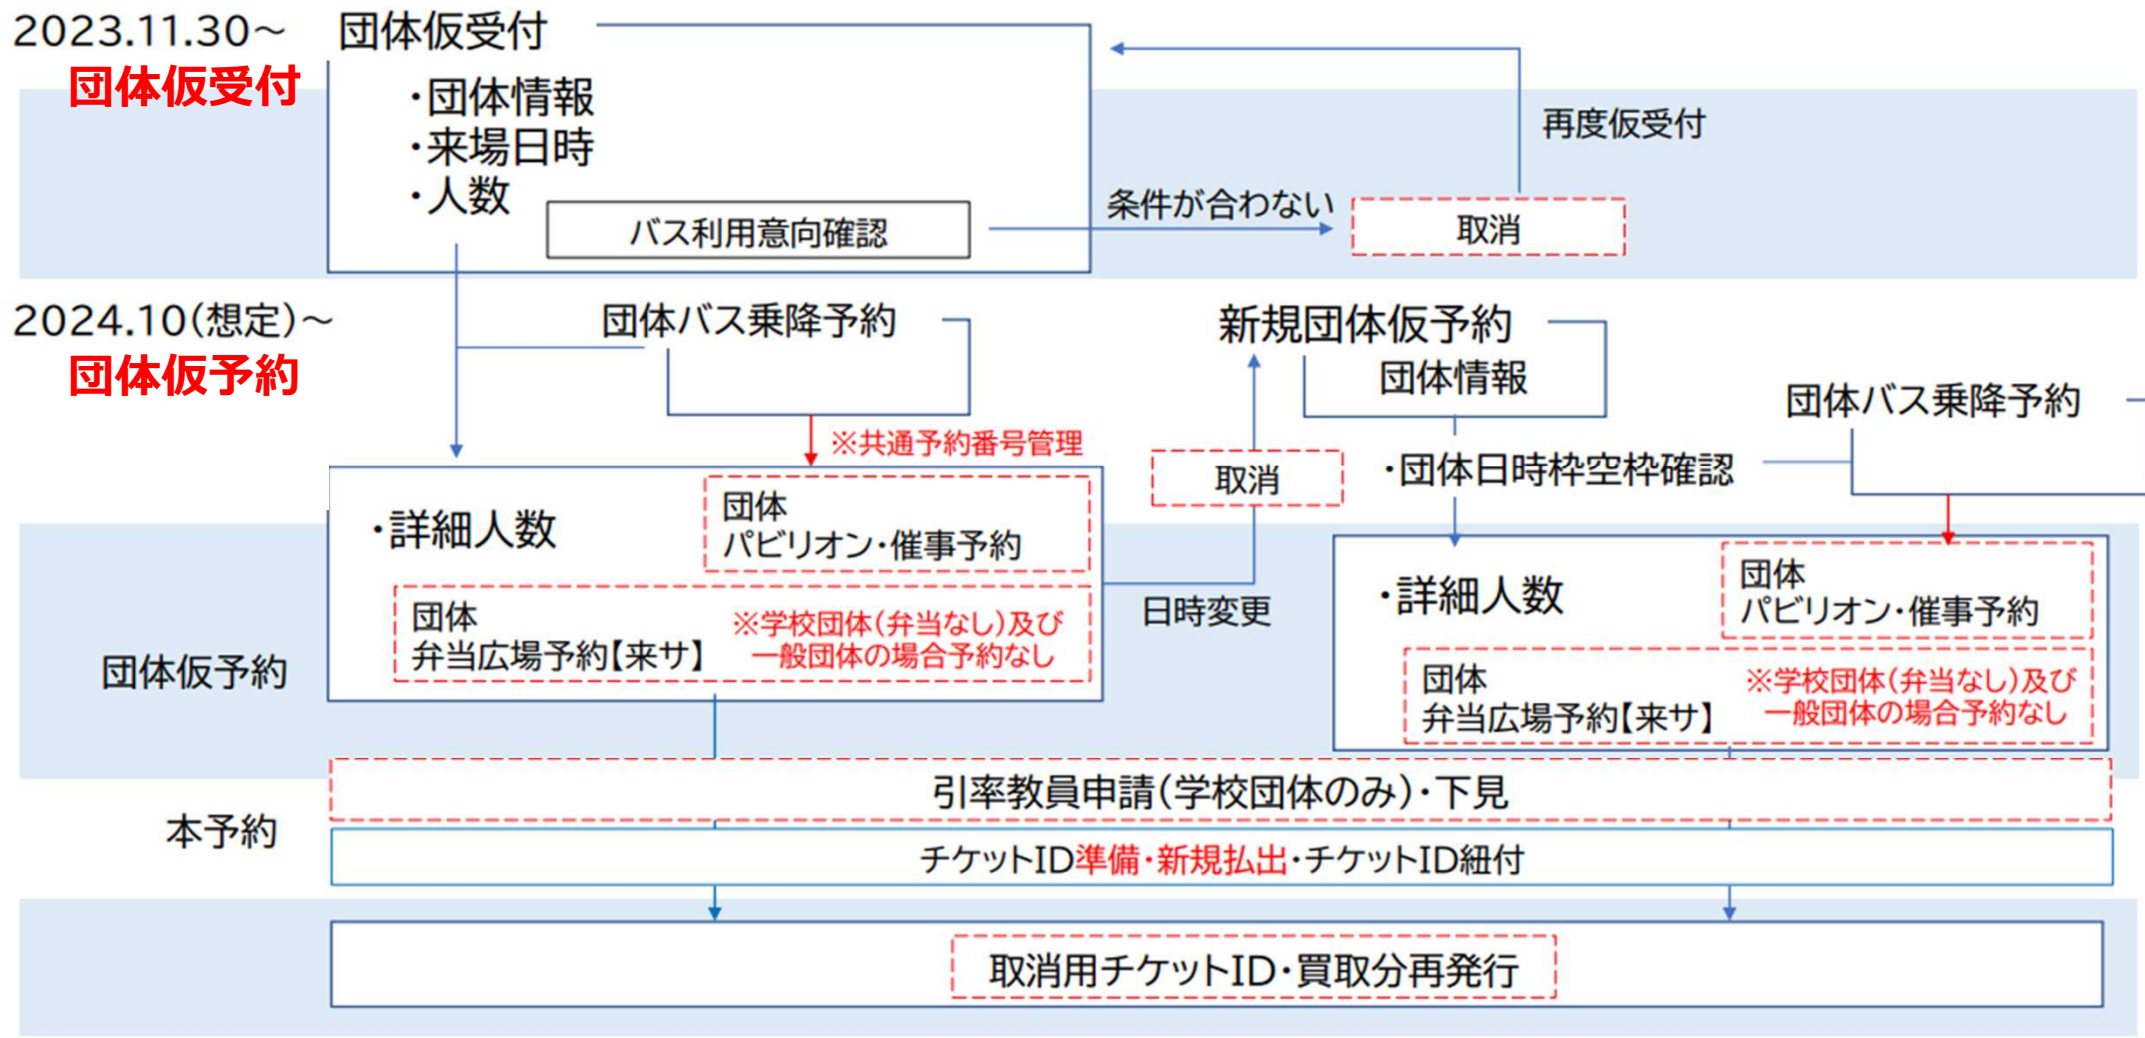 2023.11.30～
団体仮受付
団体仮受付
・団体情報
・来場日時
・人数
バス利用意向確認
条件が合わない
取消
再度仮受付
2024.10(想定)～
団体仮予約
団体バス乗降予約
※共通予約番号管理
新規団体仮予約
団体情報
取消
・団体日時枠空枠確認
団体バス乗降予約
・詳細人数
団体
パビリオン・催事予約
団体
弁当広場予約【来サ】
※学校団体(弁当なし)及び
一般団体の場合予約なし
日時変更
・詳細人数
団体
パビリオン・催事予約
団体
弁当広場予約【来サ】
※学校団体(弁当なし)及び
一般団体の場合予約なし
団体仮予約
引率教員申請(学校団体のみ)・下見
本予約
チケットID準備・新規払出・チケットID紐付
取消用チケットID・買取分再発行